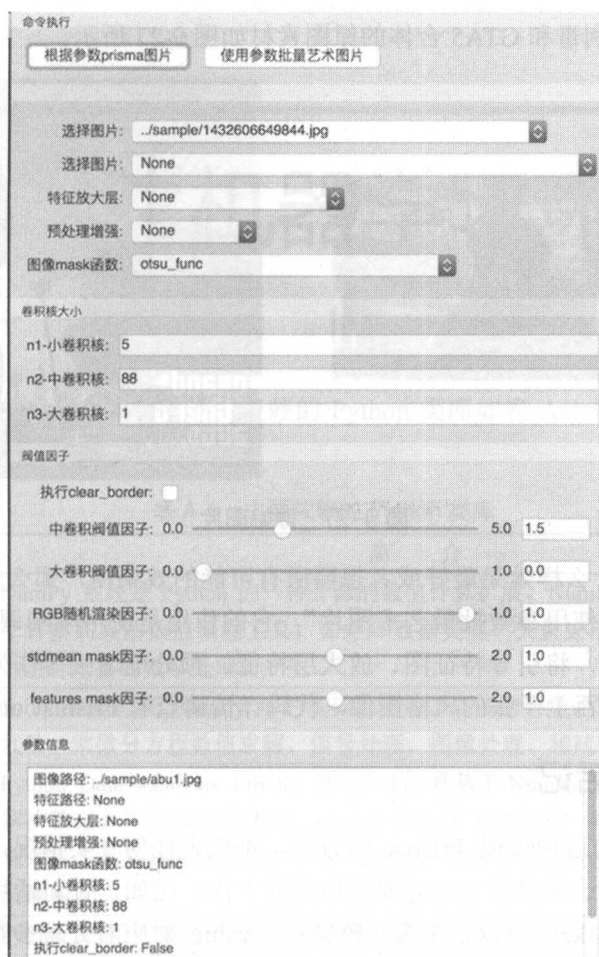 命令执行
根据参数prisma图片 使用参数批量艺术图片
选择图片: ../sample/1432606649844.jpg
选择图片: None
特征放大层: None
预处理增强: None
图像mask函数: otsu_func
卷积核大小
n1-小卷积核: 5
n2-中卷积核: 88
n3-大卷积核: 1
阀值因子
执行clear_border:
中卷积阀值因子: 0.0 5.0 1.5
大卷积阀值因子: 0.0 1.0 0.0
RGB随机渲染因子: 0.0 1.0 1.0
stdmean mask因子: 0.0 2.0 1.0
features mask因子: 0.0 2.0 1.0
参数信息
图像路径: ../sample/abu1.jpg
特征路径: None
特征放大层: None
预处理增强: None
图像mask函数: otsu_func
n1-小卷积核: 5
n2-中卷积核: 88
n3-大卷积核: 1
执行clear_border: False